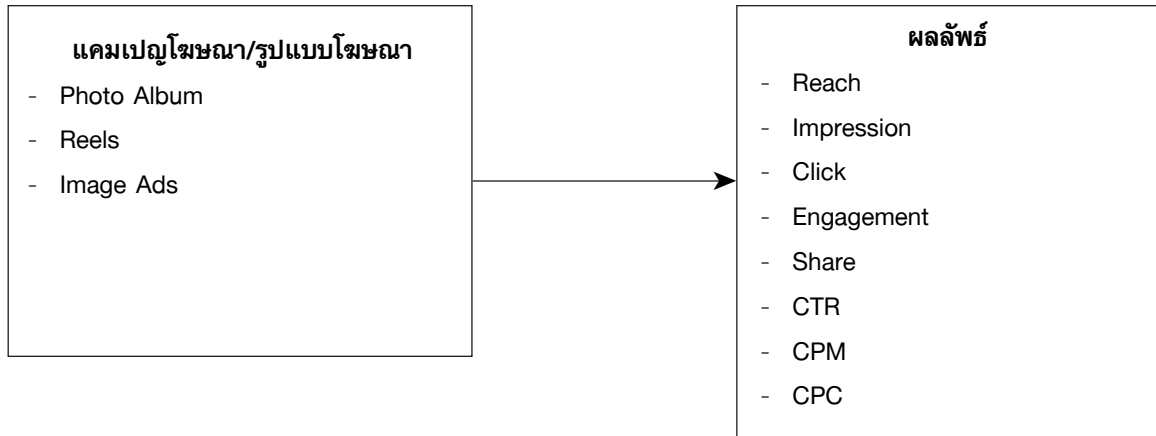 แคมเปญโฆษณา/รูปแบบโฆษณา
- Photo Album
- Reels
- Image Ads
ผลลัพธ์
- Reach
- Impression
- Click
- Engagement
- Share
- CTR
- CPM
- CPC